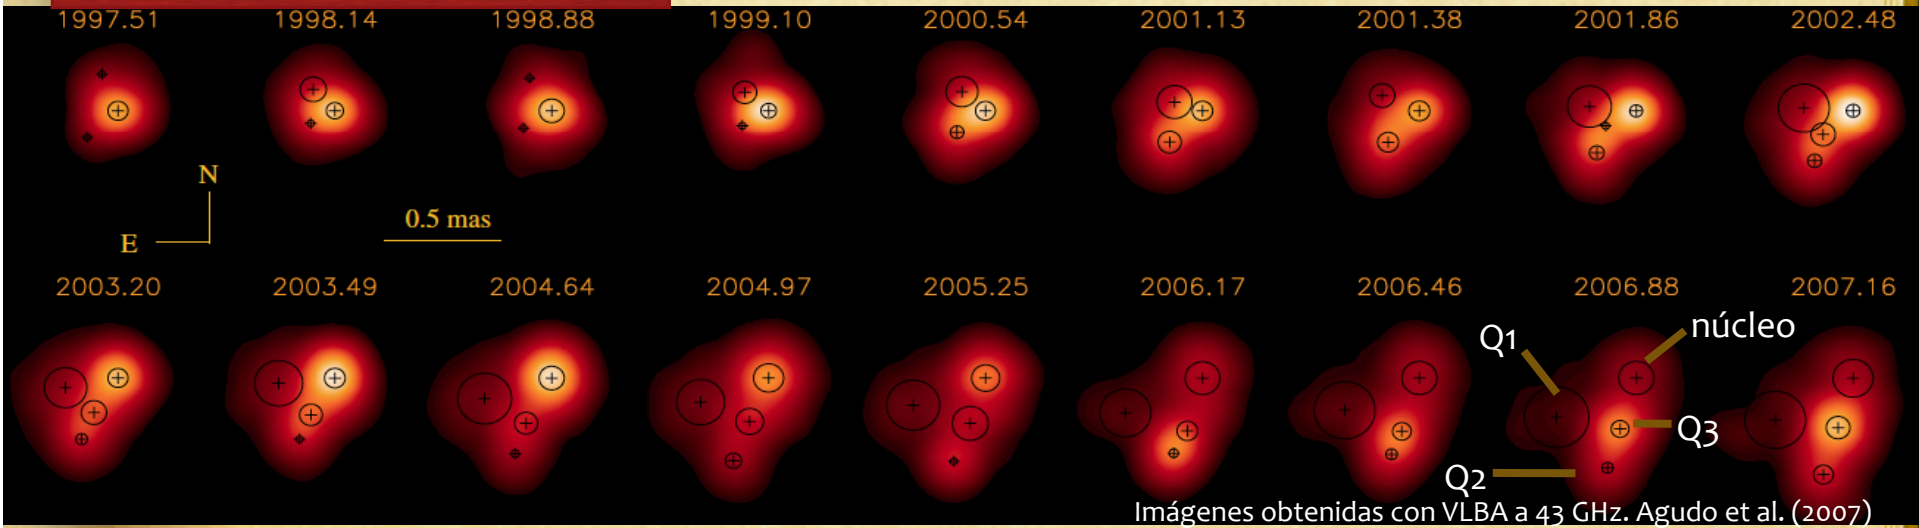 1997.51 1998.14 1998.88 1999.10 2000.54 2001.13 2001.38 2001.86 2002.48
N
E
0.5 mas
2003.20 2003.49 2004.64 2004.97 2005.25 2006.17 2006.46 2006.88 2007.16
Q1
núcleo
Q3
Q2
Imágenes obtenidas con VLBA a 43 GHz. Agudo et al. (2007)